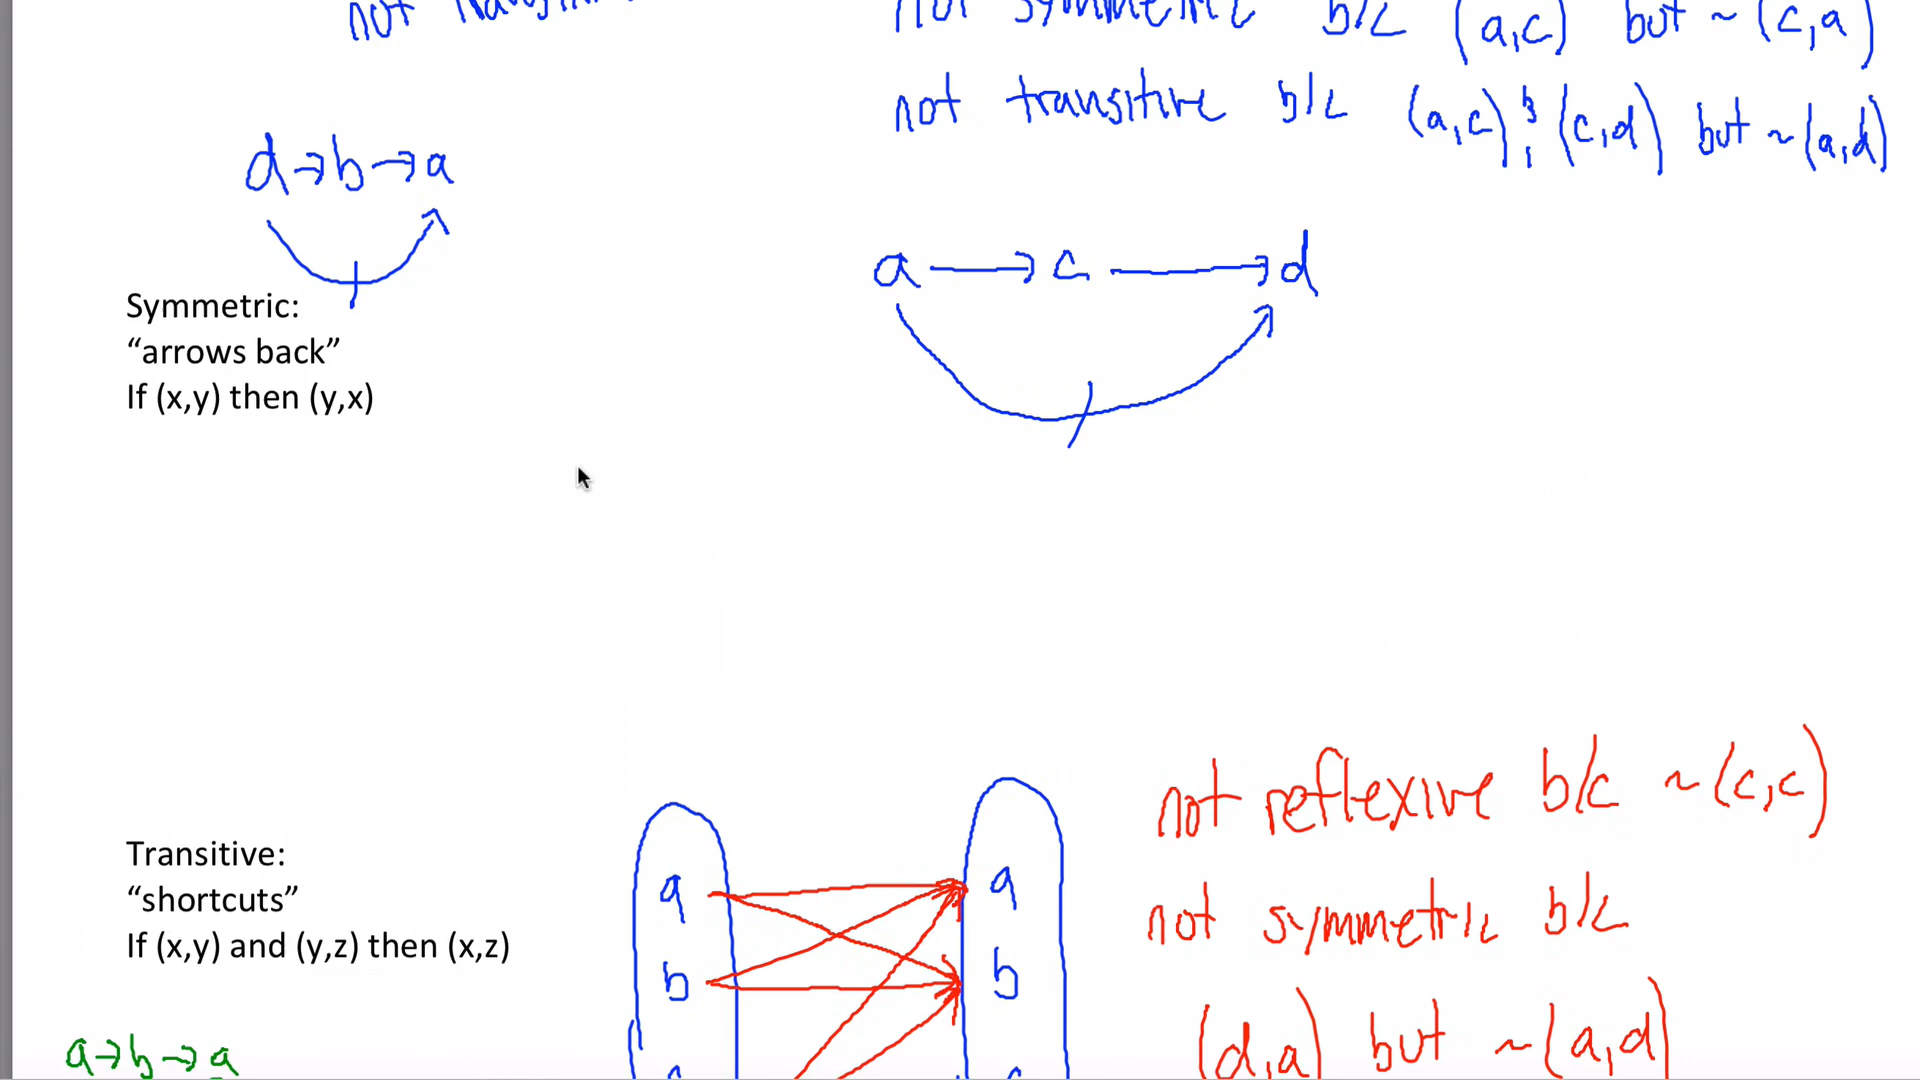 not
not symmetric b/c (a,c) but ~(c,a)
not transitive b/c (a,c) & (c,d) but ~(a,d)
d→b→a
a → c → d
Symmetric:
“arrows back”
If (x,y) then (y,x)
not reflexive b/c ~(c,c)
Transitive:
“shortcuts”
If (x,y) and (y,z) then (x,z)
a a
b b
not symmetric b/c
(d,a) but ~(a,d)
a→b→a